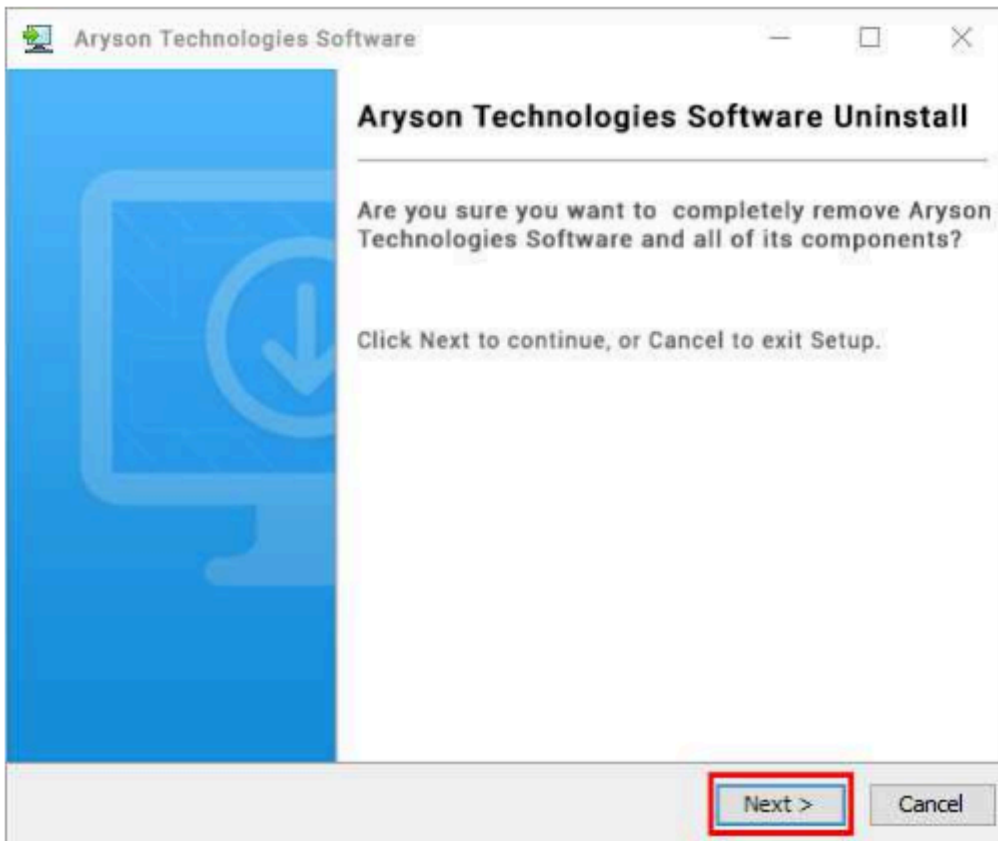 Aryson Technologies Software
Aryson Technologies Software Uninstall
Are you sure you want to completely remove Aryson
Technologies Software and all of its components?
Click Next to continue, or Cancel to exit Setup.
Next >
Cancel